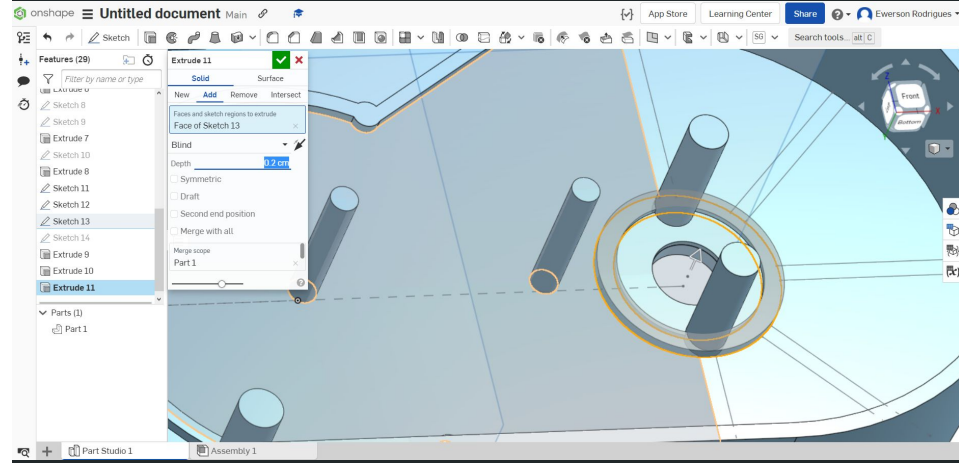 onshape Untitled document Main App Store Learning Center Share Ewerson Rodrigues
Sketch SG Search tools... alt C
Features (29)
Filter by name or type
Sketch 8
Sketch 9
Extrude 7
Sketch 10
Extrude 8
Sketch 11
Sketch 12
Sketch 13
Sketch 14
Extrude 9
Extrude 10
Extrude 11
Parts (1)
Part 1
Extrude 11
Solid Surface
New Add Remove Intersect
Faces and sketch regions to extrude
Face of Sketch 13
Blind
Depth 0.2 cm
Symmetric
Draft
Second end position
Merge with all
Merge scope
Part 1
Z
Front
Bottom
X
Part Studio 1 Assembly 1